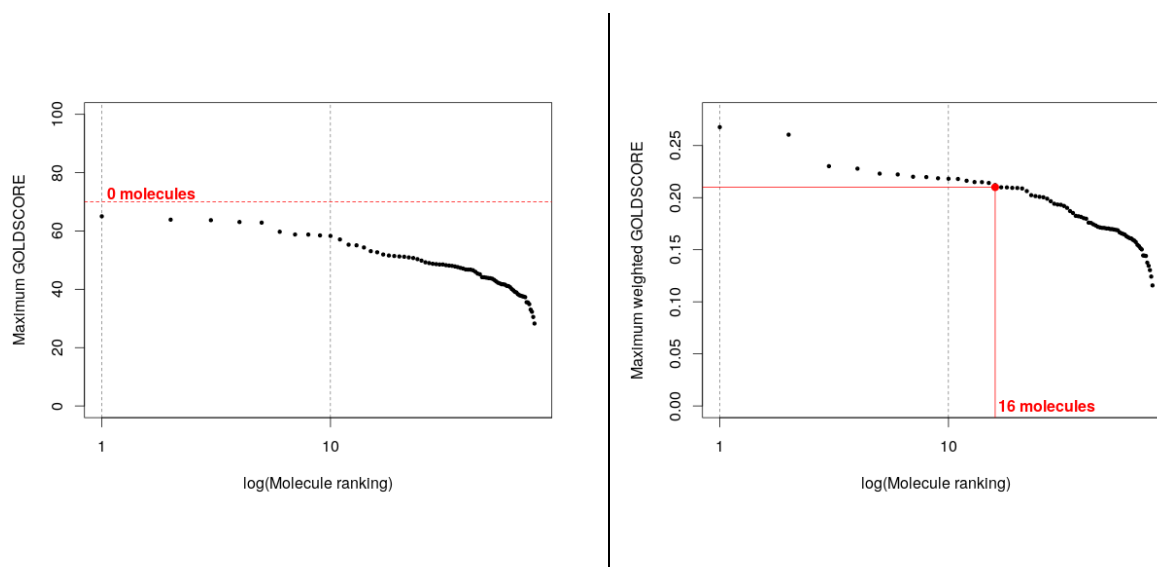 Maximum GOLDSCORE
100
80
60
40
20
0
0 molecules
1
10
log(Molecule ranking)
Maximum weighted GOLDSCORE
0.25
0.20
0.15
0.10
0.05
0.00
16 molecules
1
10
log(Molecule ranking)